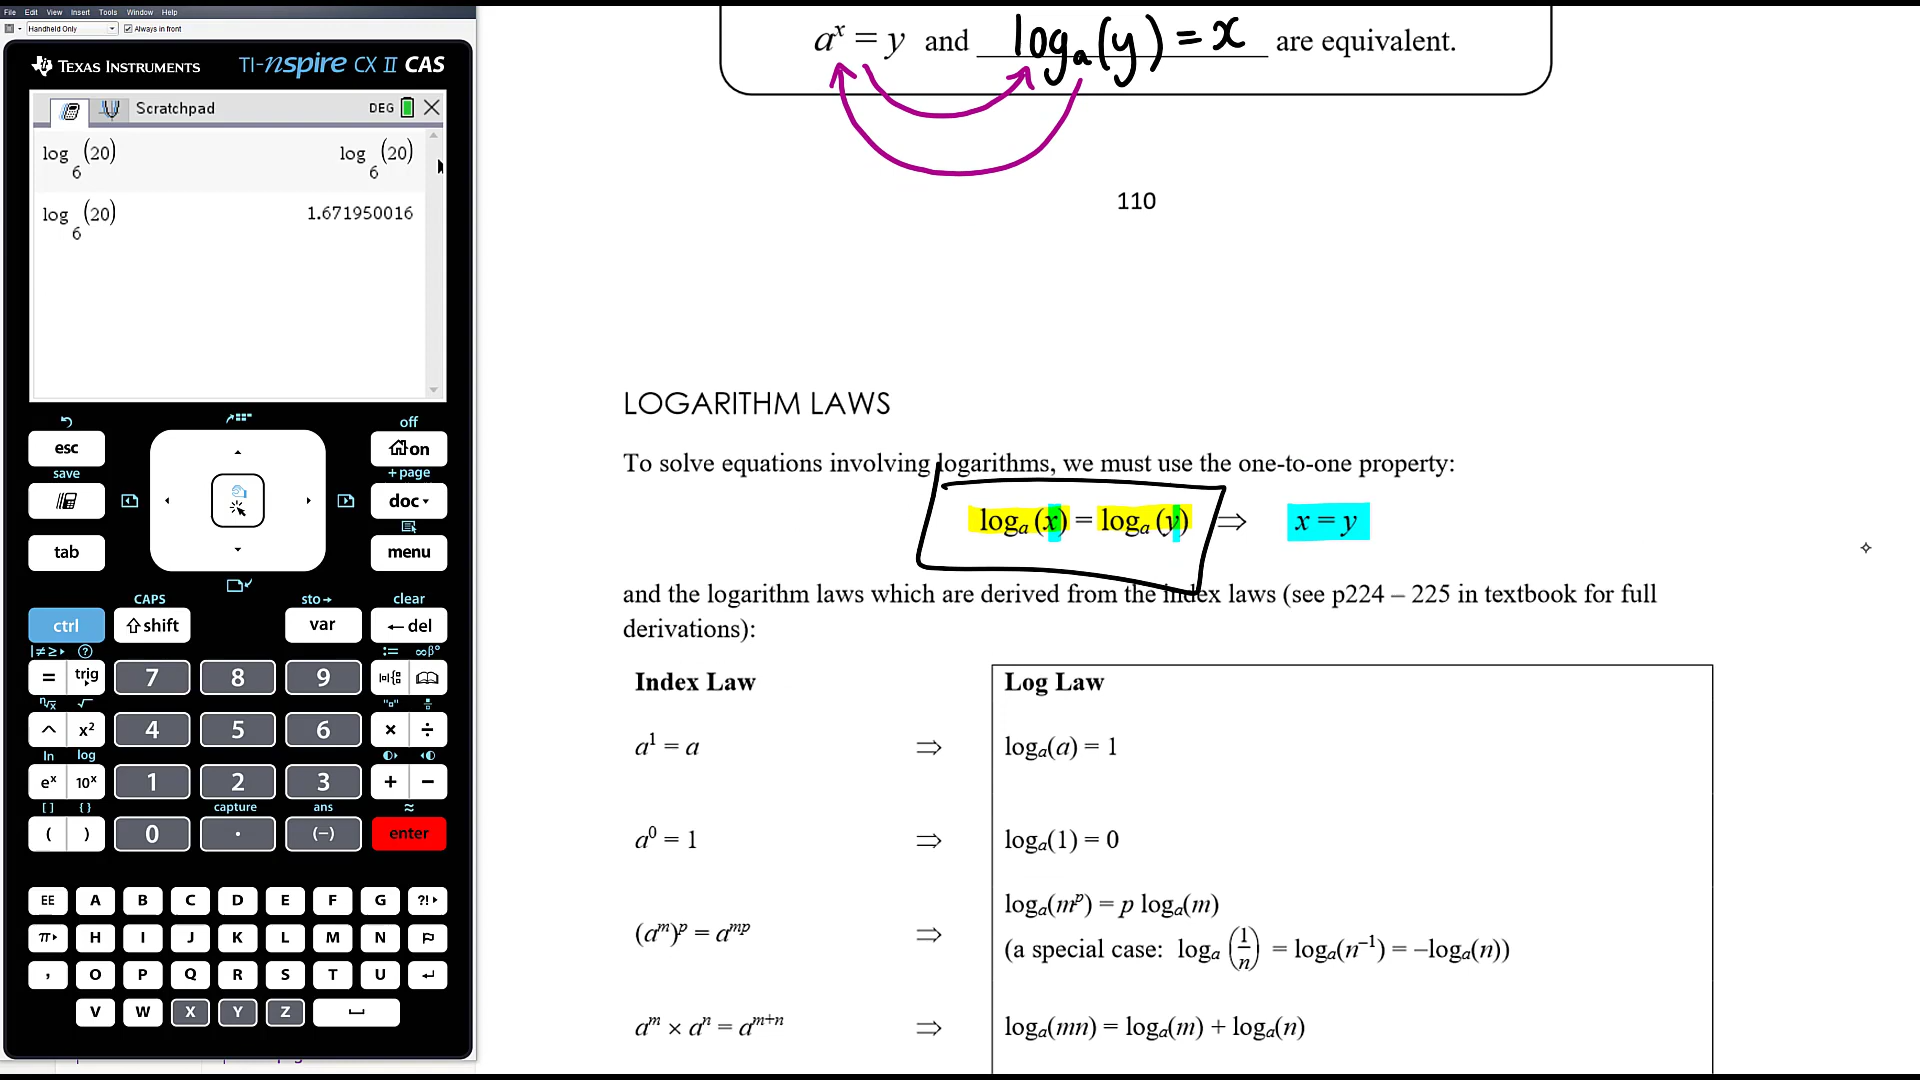 File Edit View Insert Tools Window Help
Handheld Only Always in front
TEXAS INSTRUMENTS TI-nspire CX II CAS
Scratchpad DEG
log₆(20) log₆(20)
log₆(20) 1.671950016
off
esc on
save + page
doc
tab menu
CAPS sto→ clear
ctrl ⇧shift var ←del
|≠≥▸ ? := ∞β°
= trig 7 8 9
ⁿ√x √ "▫"
^ x² 4 5 6 × ÷
ln log
eˣ 10ˣ 1 2 3 + −
[ ] { } capture ans ≈
( ) 0 . (−) enter
EE A B C D E F G ?!▸
π▸ H I J K L M N
, O P Q R S T U ↵
V W X Y Z
aˣ = y and logₐ(y) = x are equivalent.
110
LOGARITHM LAWS
To solve equations involving logarithms, we must use the one-to-one property:
logₐ (x) = logₐ (y) ⇒ x = y
and the logarithm laws which are derived from the index laws (see p224 – 225 in textbook for full
derivations):
Index Law Log Law
a¹ = a ⇒ logₐ(a) = 1
a⁰ = 1 ⇒ logₐ(1) = 0
(aᵐ)ᵖ = aᵐᵖ ⇒ logₐ(mᵖ) = p logₐ(m)
(a special case: logₐ (1/n) = logₐ(n⁻¹) = –logₐ(n))
aᵐ × aⁿ = aᵐ⁺ⁿ ⇒ logₐ(mn) = logₐ(m) + logₐ(n)